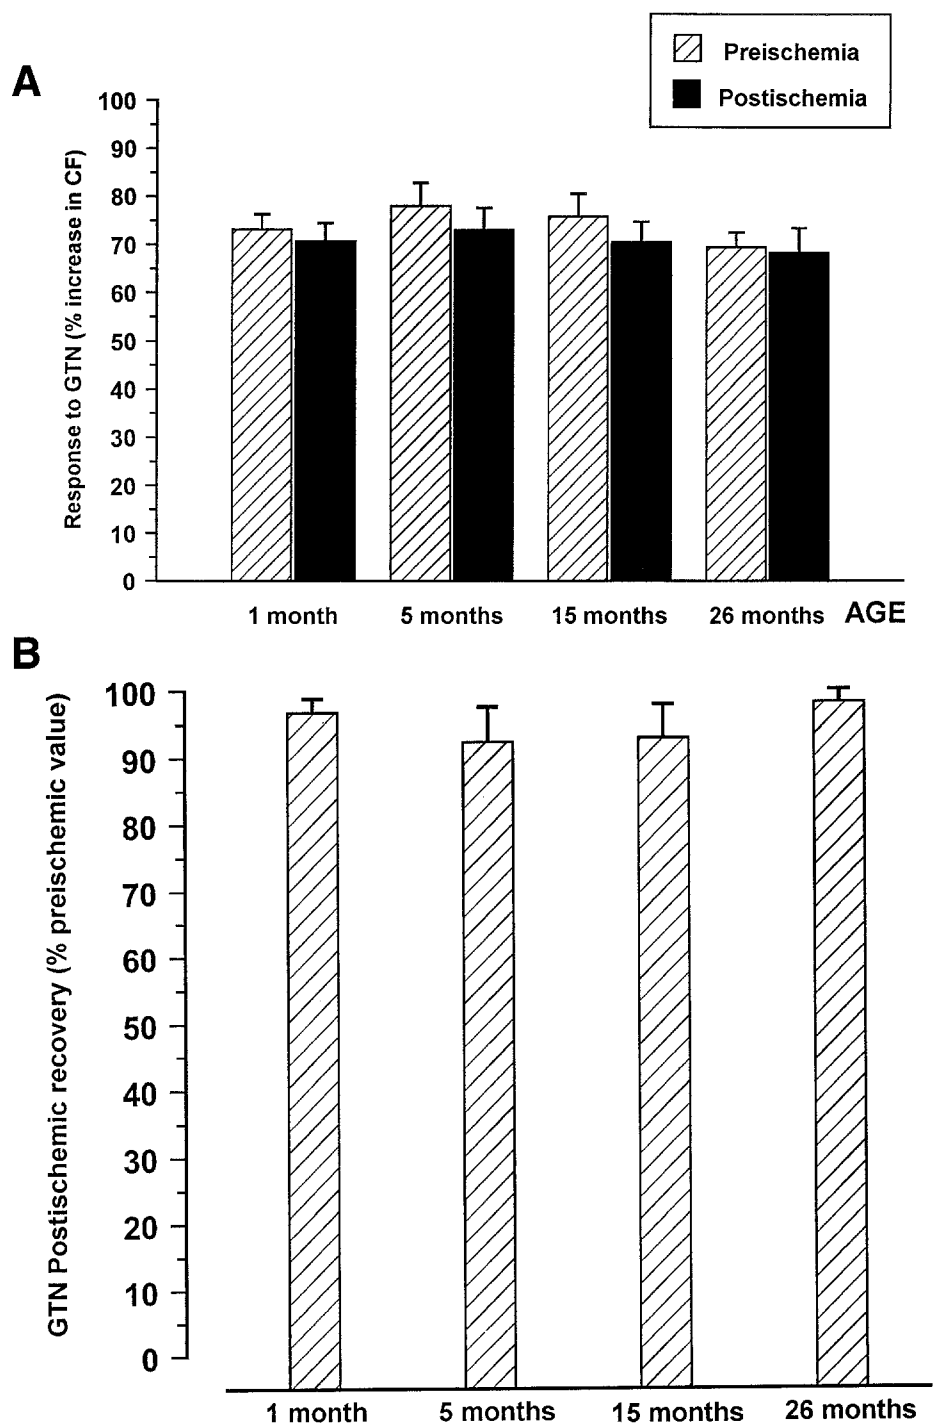 Preischemia
Postischemia
A
Response to GTN (% increase in CF)
100
90
80
70
60
50
40
30
20
10
0
1 month 5 months 15 months 26 months AGE
B
GTN Postischemic recovery (% preischemic value)
100
90
80
70
60
50
40
30
20
10
0
1 month 5 months 15 months 26 months